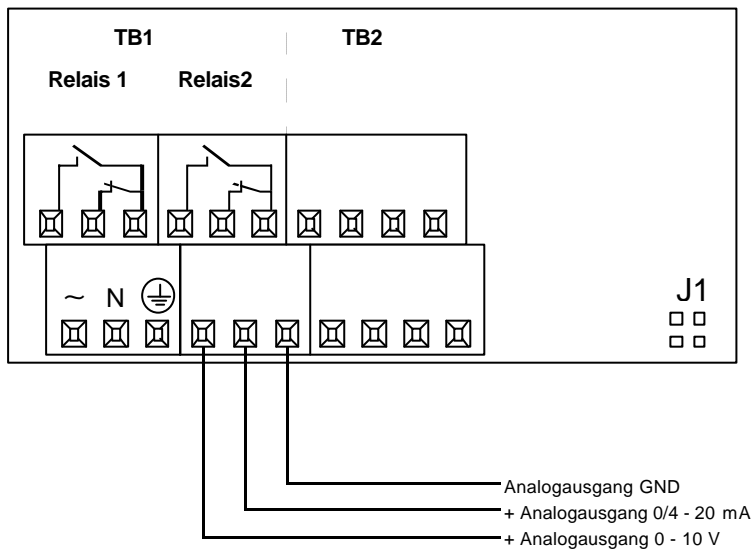 TB1 TB2
Relais 1 Relais2
~ N
J1
Analogausgang GND
+ Analogausgang 0/4 - 20 mA
+ Analogausgang 0 - 10 V